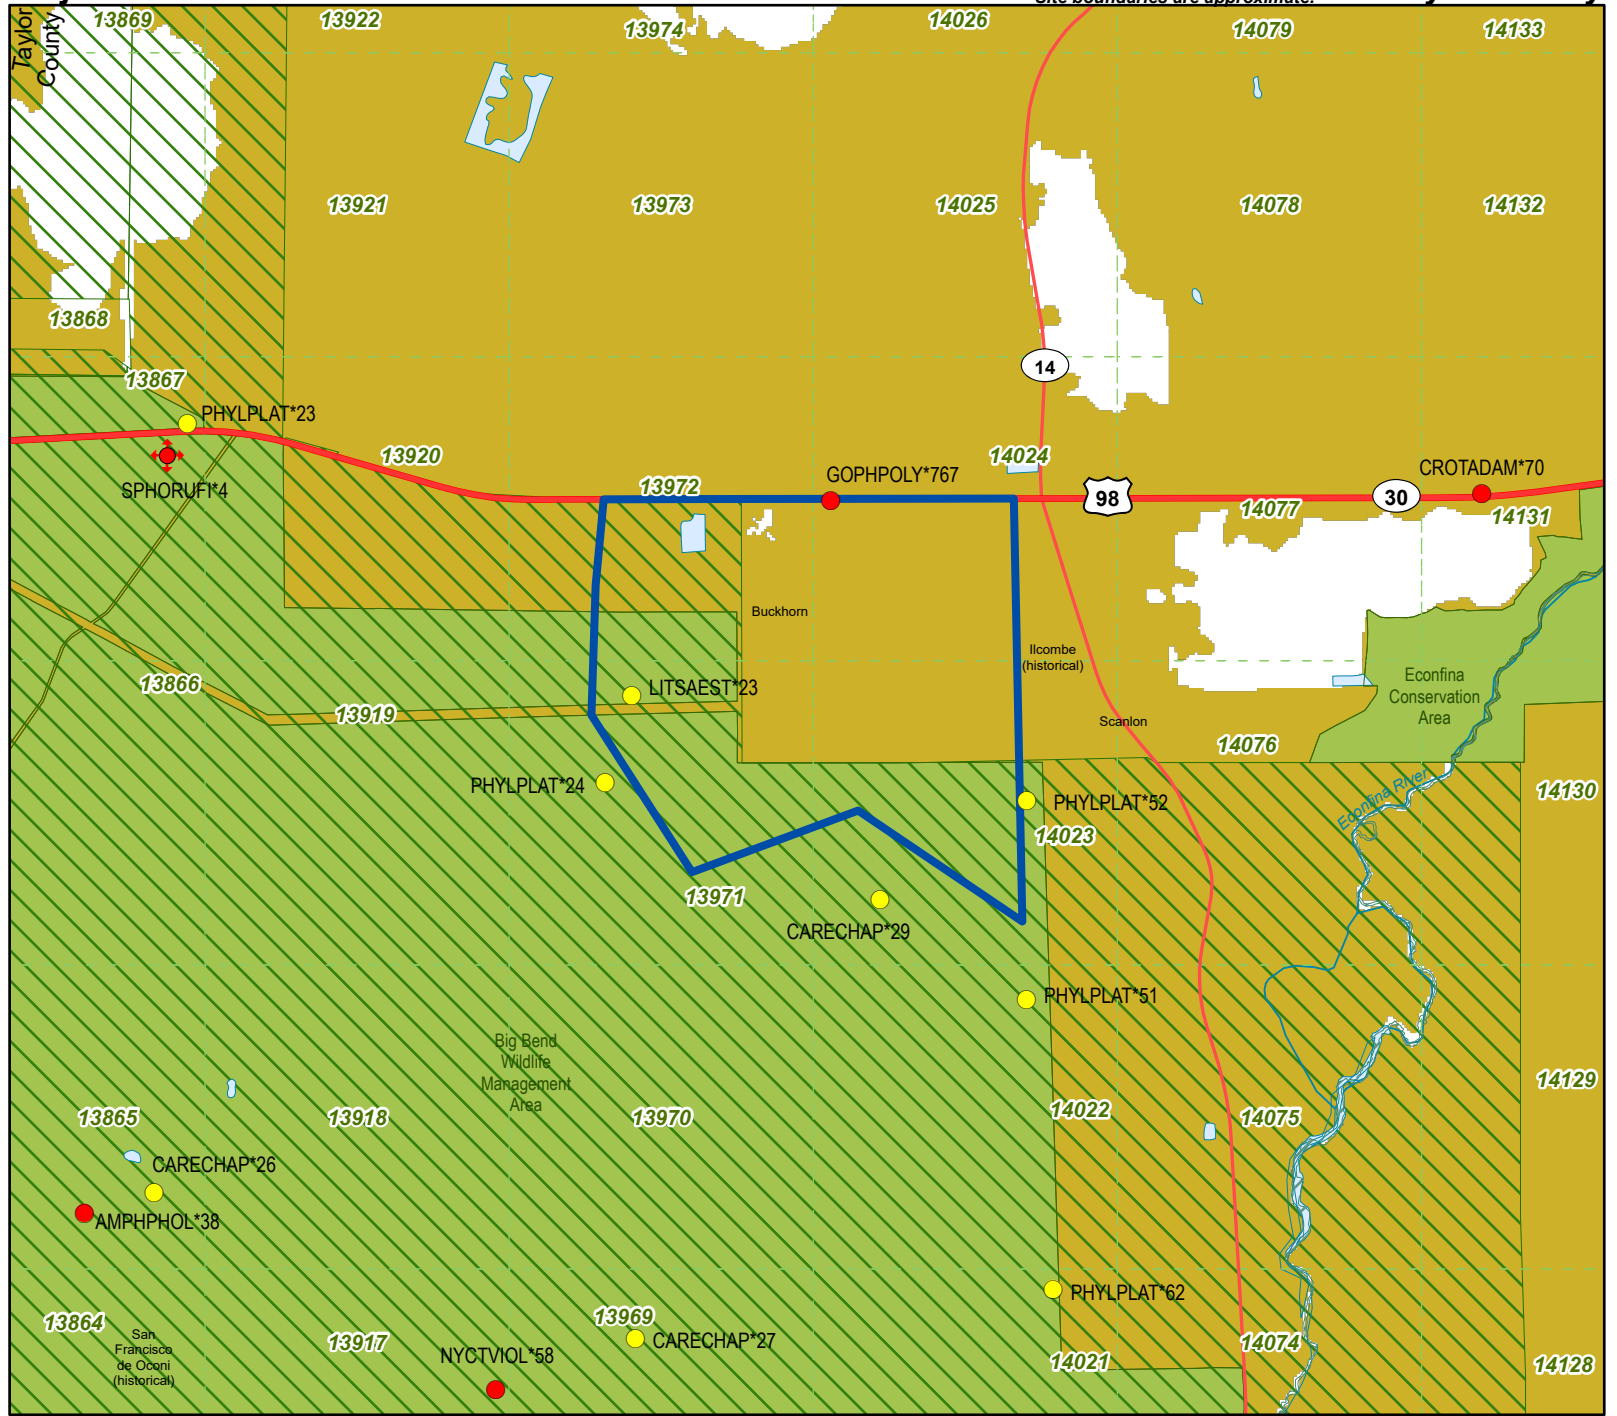 Site boundaries are approximate.
Taylor
County
13869
13922
13974
14026
14079
14133
13921
13973
14025
14078
14132
13868
14
13867
PHYLPLAT*23
13920
14024
CROTADAM*70
GOPHPOLY*767
SPHORUFI*4
13972
98
30
14077
14131
Buckhorn
Ilcombe
(historical)
13866
LITSAEST*23
13919
Scanlon
Econfina
Conservation
Area
14076
PHYLPLAT*24
PHYLPLAT*52
Econfina River
14130
14023
13971
CARECHAP*29
PHYLPLAT*51
Big Bend
Wildlife
Management
Area
14129
13865
13918
13970
14022
14075
CARECHAP*26
AMPHPHOL*38
PHYLPLAT*62
13864
San
Francisco
de Oconi
(historical)
13917
13969
CARECHAP*27
NYCTVIOL*58
14021
14074
14128